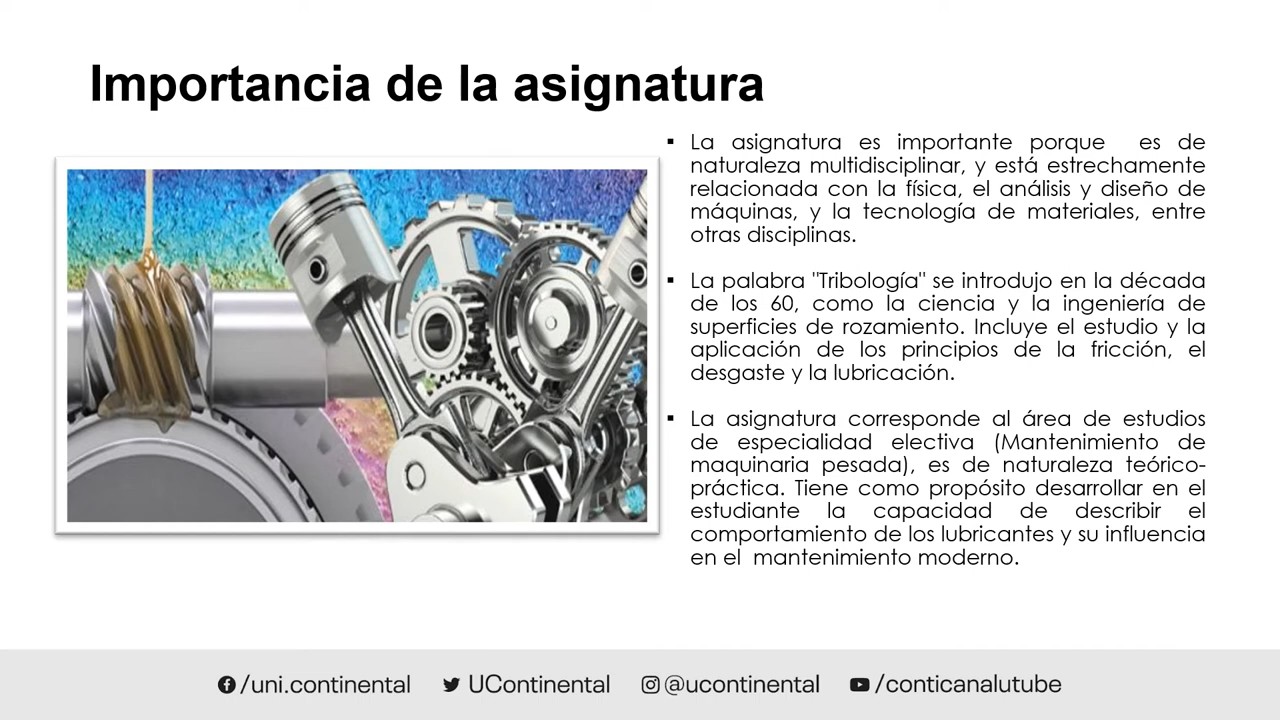 Importancia de la asignatura
▪ La asignatura es importante porque es de
naturaleza multidisciplinar, y está estrechamente
relacionada con la física, el análisis y diseño de
máquinas, y la tecnología de materiales, entre
otras disciplinas.
▪ La palabra "Tribología" se introdujo en la década
de los 60, como la ciencia y la ingeniería de
superficies de rozamiento. Incluye el estudio y la
aplicación de los principios de la fricción, el
desgaste y la lubricación.
▪ La asignatura corresponde al área de estudios
de especialidad electiva (Mantenimiento de
maquinaria pesada), es de naturaleza teórico-
práctica. Tiene como propósito desarrollar en el
estudiante la capacidad de describir el
comportamiento de los lubricantes y su influencia
en el mantenimiento moderno.
/uni.continental UContinental @ucontinental /conticanalutube